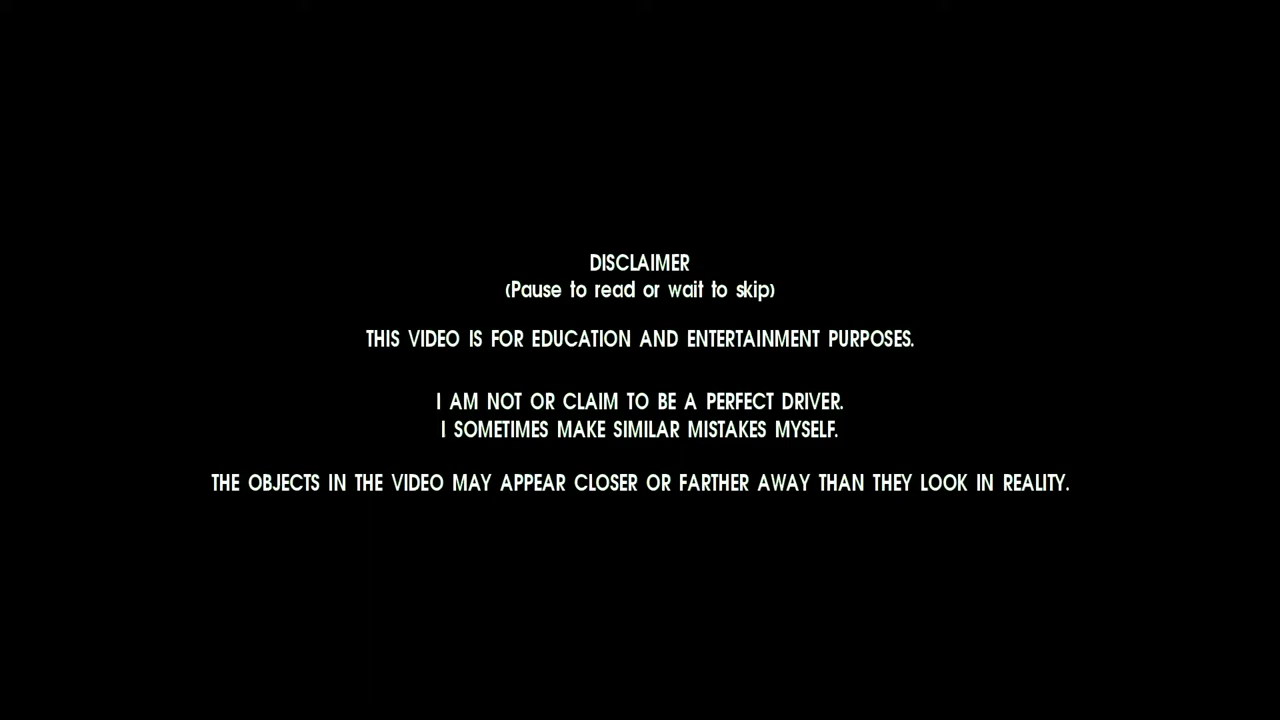 DISCLAIMER
(Pause to read or wait to skip)
THIS VIDEO IS FOR EDUCATION AND ENTERTAINMENT PURPOSES.
I AM NOT OR CLAIM TO BE A PERFECT DRIVER.
I SOMETIMES MAKE SIMILAR MISTAKES MYSELF.
THE OBJECTS IN THE VIDEO MAY APPEAR CLOSER OR FARTHER AWAY THAN THEY LOOK IN REALITY.